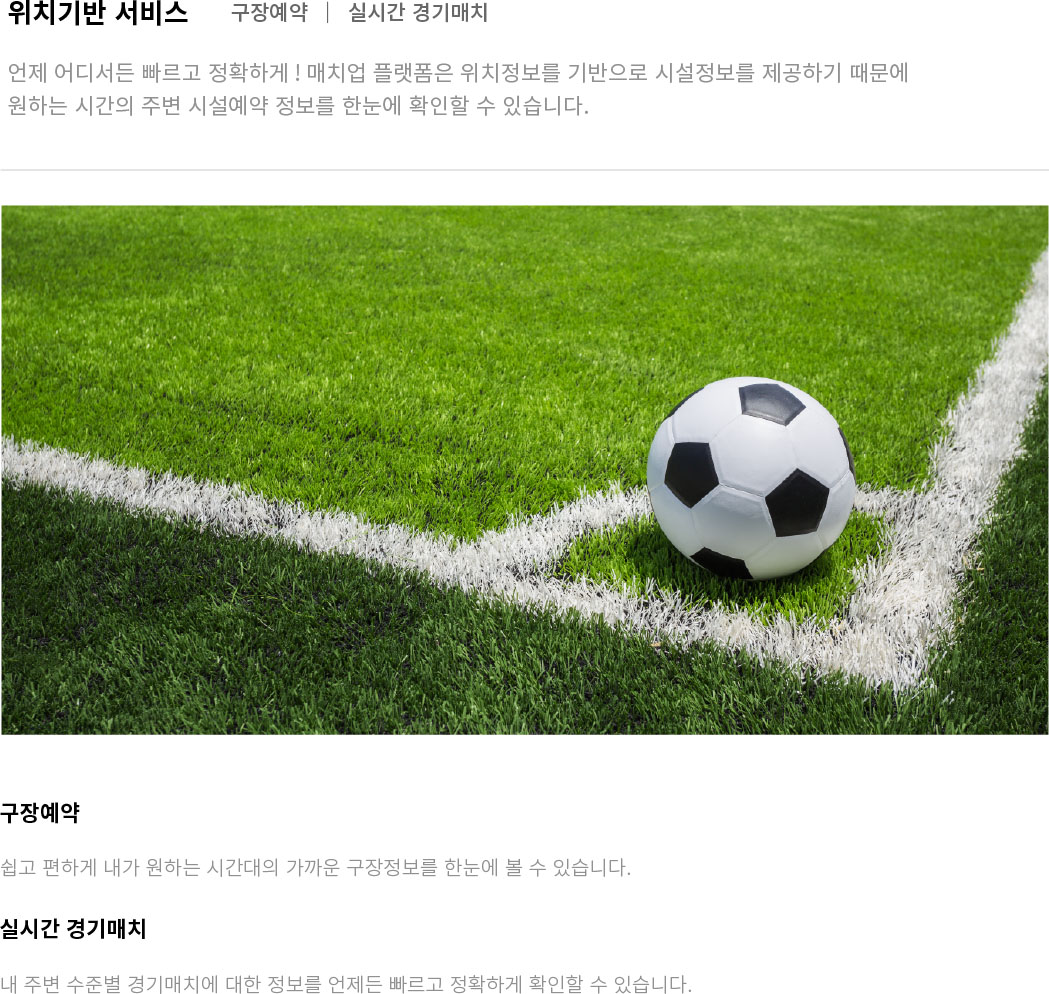 위치기반 서비스 구장예약 | 실시간 경기매치
언제 어디서든 빠르고 정확하게 ! 매치업 플랫폼은 위치정보를 기반으로 시설정보를 제공하기 때문에
원하는 시간의 주변 시설예약 정보를 한눈에 확인할 수 있습니다.
구장예약
쉽고 편하게 내가 원하는 시간대의 가까운 구장정보를 한눈에 볼 수 있습니다.
실시간 경기매치
내 주변 수준별 경기매치에 대한 정보를 언제든 빠르고 정확하게 확인할 수 있습니다.